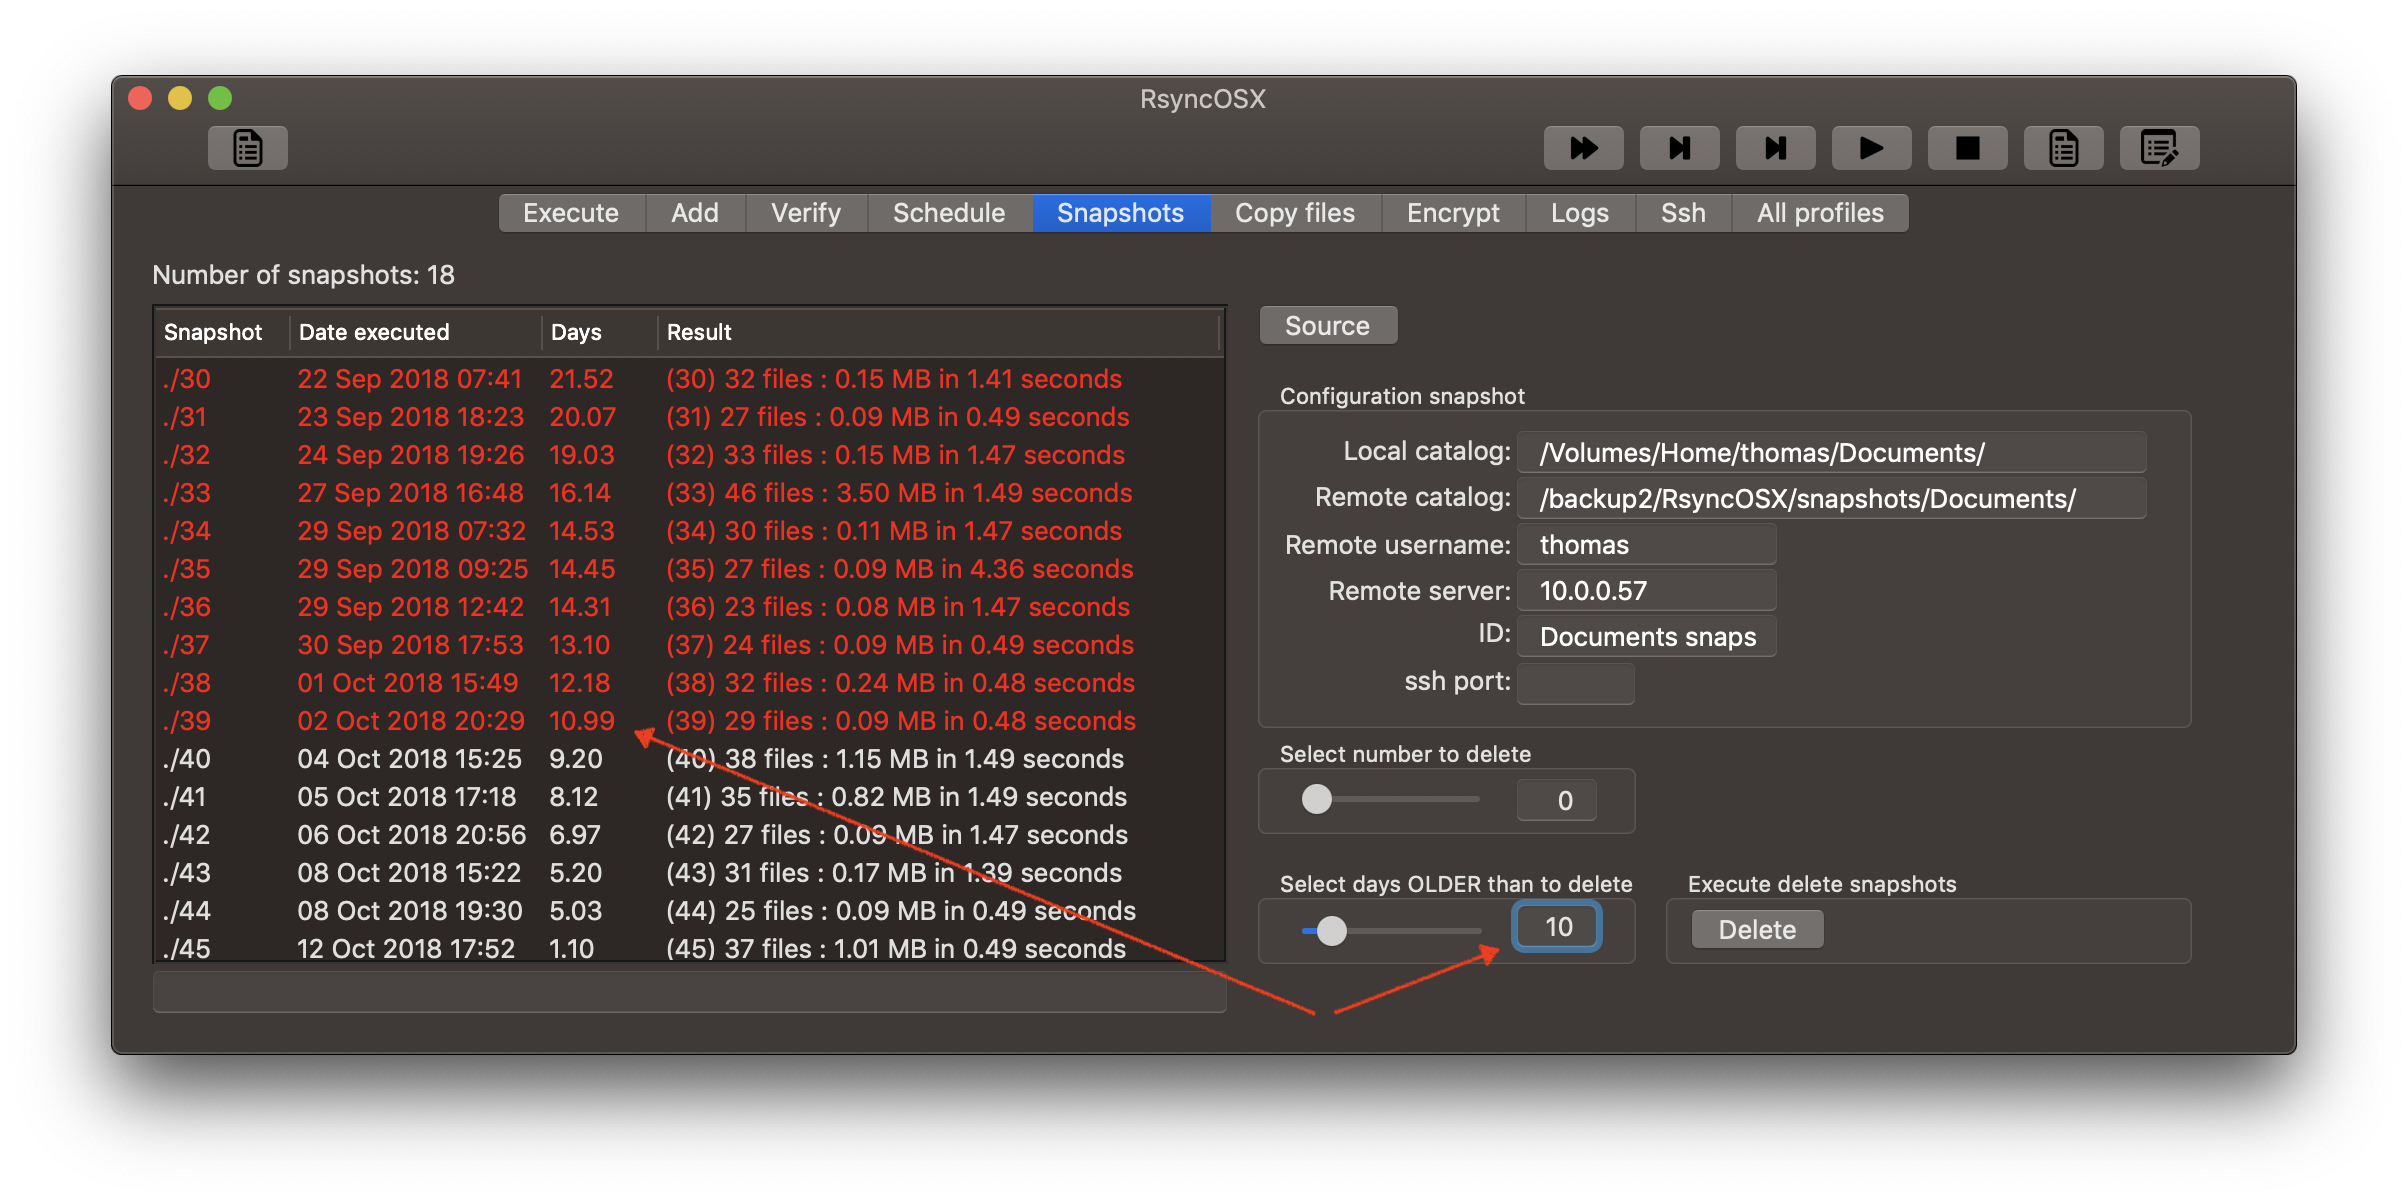 RsyncOSX
Execute Add Verify Schedule Snapshots Copy files Encrypt Logs Ssh All profiles
Number of snapshots: 18
Snapshot Date executed Days Result
./30 22 Sep 2018 07:41 21.52 (30) 32 files : 0.15 MB in 1.41 seconds
./31 23 Sep 2018 18:23 20.07 (31) 27 files : 0.09 MB in 0.49 seconds
./32 24 Sep 2018 19:26 19.03 (32) 33 files : 0.15 MB in 1.47 seconds
./33 27 Sep 2018 16:48 16.14 (33) 46 files : 3.50 MB in 1.49 seconds
./34 29 Sep 2018 07:32 14.53 (34) 30 files : 0.11 MB in 1.47 seconds
./35 29 Sep 2018 09:25 14.45 (35) 27 files : 0.09 MB in 4.36 seconds
./36 29 Sep 2018 12:42 14.31 (36) 23 files : 0.08 MB in 1.47 seconds
./37 30 Sep 2018 17:53 13.10 (37) 24 files : 0.09 MB in 0.49 seconds
./38 01 Oct 2018 15:49 12.18 (38) 32 files : 0.24 MB in 0.48 seconds
./39 02 Oct 2018 20:29 10.99 (39) 29 files : 0.09 MB in 0.48 seconds
./40 04 Oct 2018 15:25 9.20 (40) 38 files : 1.15 MB in 1.49 seconds
./41 05 Oct 2018 17:18 8.12 (41) 35 files : 0.82 MB in 1.49 seconds
./42 06 Oct 2018 20:56 6.97 (42) 27 files : 0.09 MB in 1.47 seconds
./43 08 Oct 2018 15:22 5.20 (43) 31 files : 0.17 MB in 1.39 seconds
./44 08 Oct 2018 19:30 5.03 (44) 25 files : 0.09 MB in 0.49 seconds
./45 12 Oct 2018 17:52 1.10 (45) 37 files : 1.01 MB in 0.49 seconds
Source
Configuration snapshot
Local catalog: /Volumes/Home/thomas/Documents/
Remote catalog: /backup2/RsyncOSX/snapshots/Documents/
Remote username: thomas
Remote server: 10.0.0.57
ID: Documents snaps
ssh port:
Select number to delete
0
Select days OLDER than to delete
10
Execute delete snapshots
Delete